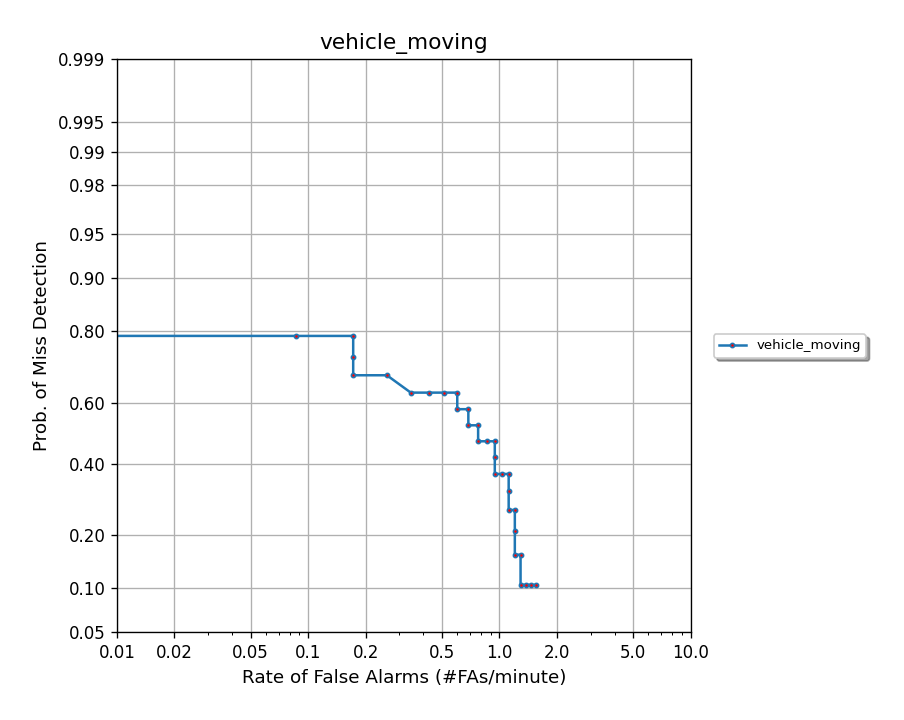 vehicle_moving
0.999
0.995
0.99
0.98
0.95
0.90
0.80
0.60
0.40
0.20
0.10
0.05
Prob. of Miss Detection
0.01 0.02 0.05 0.1 0.2 0.5 1.0 2.0 5.0 10.0
Rate of False Alarms (#FAs/minute)
vehicle_moving